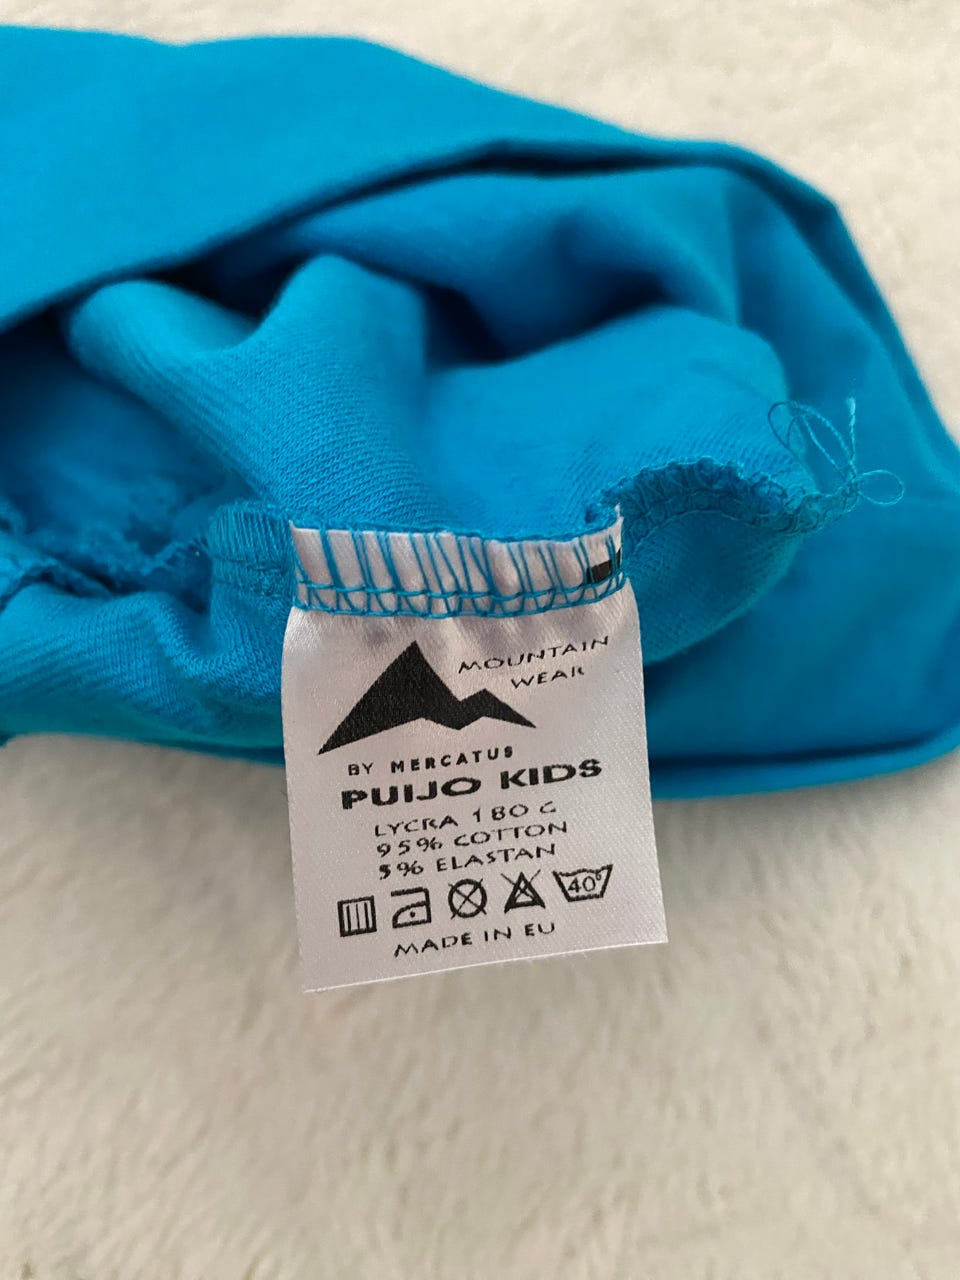 MOUNTAIN
WEAR
BY MERCATUS
PUIJO KIDS
LYCRA 180 G
95% COTTON
5% ELASTAN
40°
MADE IN EU